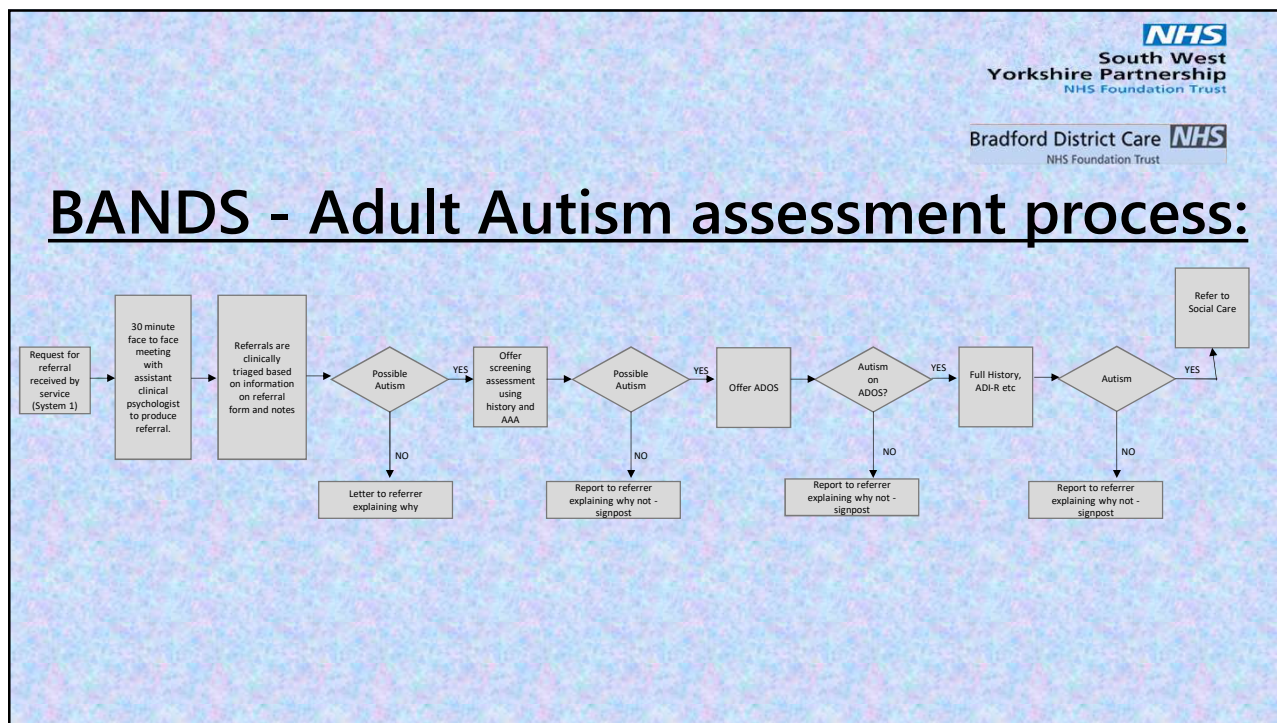 NHS
South West
Yorkshire Partnership
NHS Foundation Trust
Bradford District Care NHS
NHS Foundation Trust
BANDS - Adult Autism assessment process:
Request for
referral
received by
service
(System 1)
30 minute
face to face
meeting
with
assistant
clinical
psychologist
to produce
referral.
Referrals are
clinically
triaged based
on information
on referral
form and notes
Possible
Autism
YES
NO
Letter to referrer
explaining why
Offer
screening
assessment
using
history and
AAA
Possible
Autism
YES
NO
Report to referrer
explaining why not -
signpost
Offer ADOS
Autism
on
ADOS?
YES
NO
Report to referrer
explaining why not -
signpost
Full History,
ADI-R etc
Autism
YES
NO
Report to referrer
explaining why not -
signpost
Refer to
Social Care